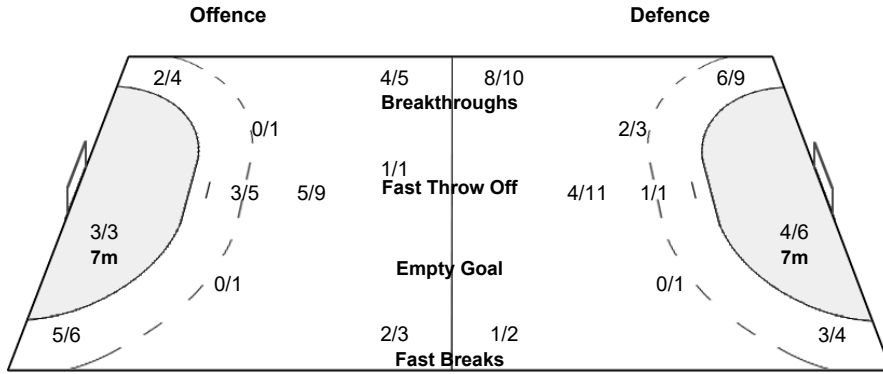 Offence Defence
2/4 4/5 8/10 6/9
Breakthroughs
0/1 2/3
1/1
3/5 5/9 Fast Throw Off 4/11 1/1
3/3 4/6
7m 7m
Empty Goal
0/1 0/1
5/6 2/3 1/2 3/4
Fast Breaks